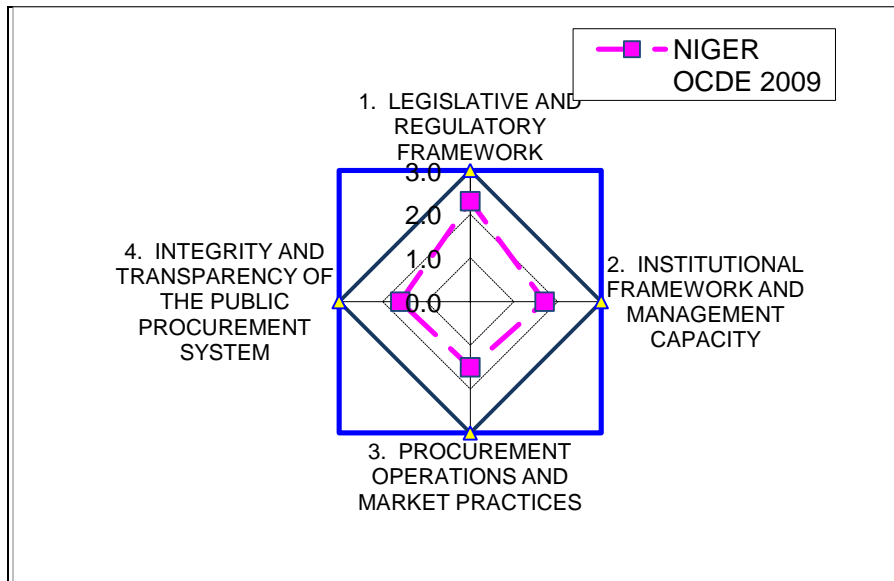 NIGER
OCDE 2009
1. LEGISLATIVE AND
REGULATORY
FRAMEWORK
3.0
2.0
1.0
0.0
4. INTEGRITY AND
TRANSPARENCY OF
THE PUBLIC
PROCUREMENT
SYSTEM
2. INSTITUTIONAL
FRAMEWORK AND
MANAGEMENT
CAPACITY
3. PROCUREMENT
OPERATIONS AND
MARKET PRACTICES